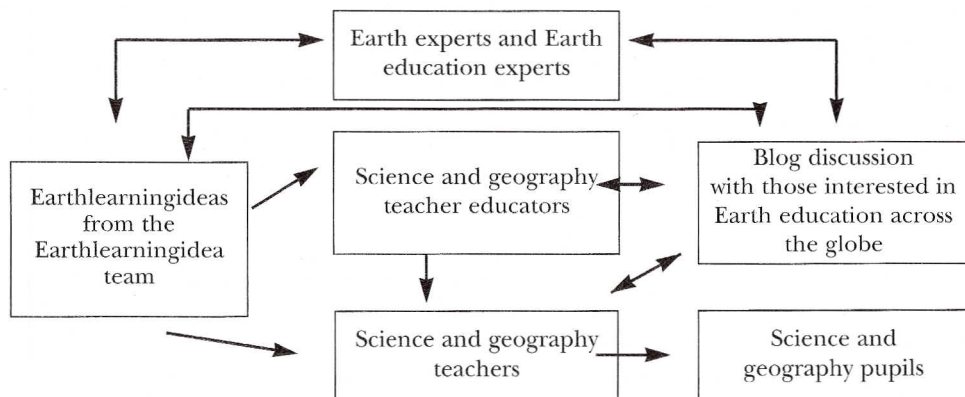 Earth experts and Earth
education experts
Earthlearningideas
from the
Earthlearningidea
team
Science and geography
teacher educators
Blog discussion
with those interested in
Earth education across
the globe
Science and geography
teachers
Science and
geography pupils